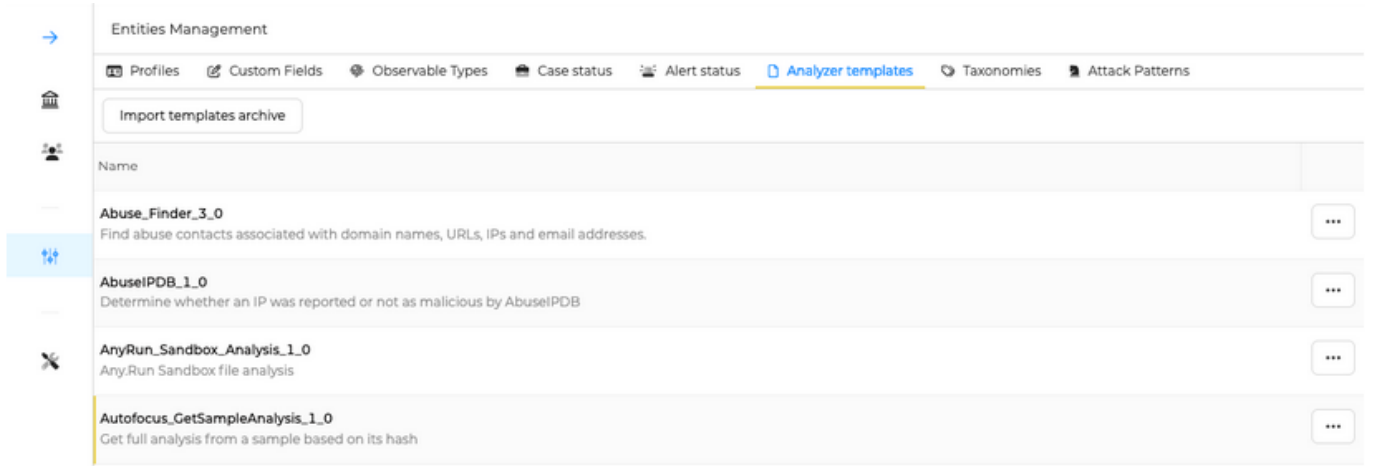 Entities Management
Profiles Custom Fields Observable Types Case status Alert status Analyzer templates Taxonomies Attack Patterns
Import templates archive
Name
Abuse_Finder_3_0
Find abuse contacts associated with domain names, URLs, IPs and email addresses.
AbuseIPDB_1_0
Determine whether an IP was reported or not as malicious by AbuseIPDB
AnyRun_Sandbox_Analysis_1_0
Any.Run Sandbox file analysis
Autofocus_GetSampleAnalysis_1_0
Get full analysis from a sample based on its hash